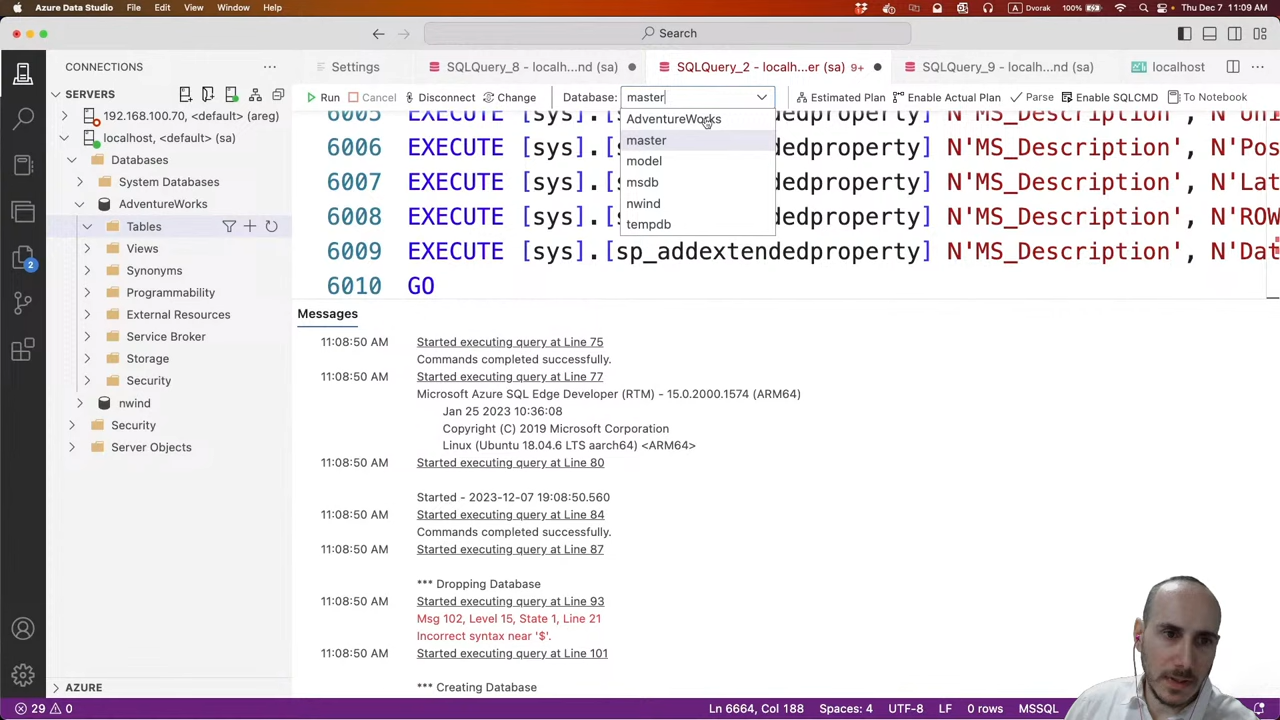 Azure Data Studio File Edit View Window Help Dvorak 100% Thu Dec 7 11:09 AM
Search
CONNECTIONS
Settings
SQLQuery_8 - localh...nd (sa)
SQLQuery_2 - localh...er (sa) 9+
SQLQuery_9 - localh...nd (sa)
localhost
SERVERS
Run Cancel Disconnect Change Database: master Estimated Plan Enable Actual Plan Parse Enable SQLCMD To Notebook
192.168.100.70, <default> (areg)
localhost, <default> (sa)
Databases
System Databases
AdventureWorks
Tables
Views
Synonyms
Programmability
External Resources
Service Broker
Storage
Security
nwind
Security
Server Objects
2
AZURE
AdventureWorks
master
model
msdb
nwind
tempdb
6006 EXECUTE [sys].[s dedproperty] N'MS_Description', N'Pos
6007 EXECUTE [sys].[s dedproperty] N'MS_Description', N'Lat
6008 EXECUTE [sys].[s dedproperty] N'MS_Description', N'ROW
6009 EXECUTE [sys].[sp_addextendedproperty] N'MS_Description', N'Dat
6010 GO
Messages
11:08:50 AM Started executing query at Line 75
Commands completed successfully.
11:08:50 AM Started executing query at Line 77
Microsoft Azure SQL Edge Developer (RTM) - 15.0.2000.1574 (ARM64)
Jan 25 2023 10:36:08
Copyright (C) 2019 Microsoft Corporation
Linux (Ubuntu 18.04.6 LTS aarch64) <ARM64>
11:08:50 AM Started executing query at Line 80
Started - 2023-12-07 19:08:50.560
11:08:50 AM Started executing query at Line 84
Commands completed successfully.
11:08:50 AM Started executing query at Line 87
*** Dropping Database
11:08:50 AM Started executing query at Line 93
Msg 102, Level 15, State 1, Line 21
Incorrect syntax near '$'.
11:08:50 AM Started executing query at Line 101
*** Creating Database
29 0 Ln 6664, Col 188 Spaces: 4 UTF-8 LF 0 rows MSSQL